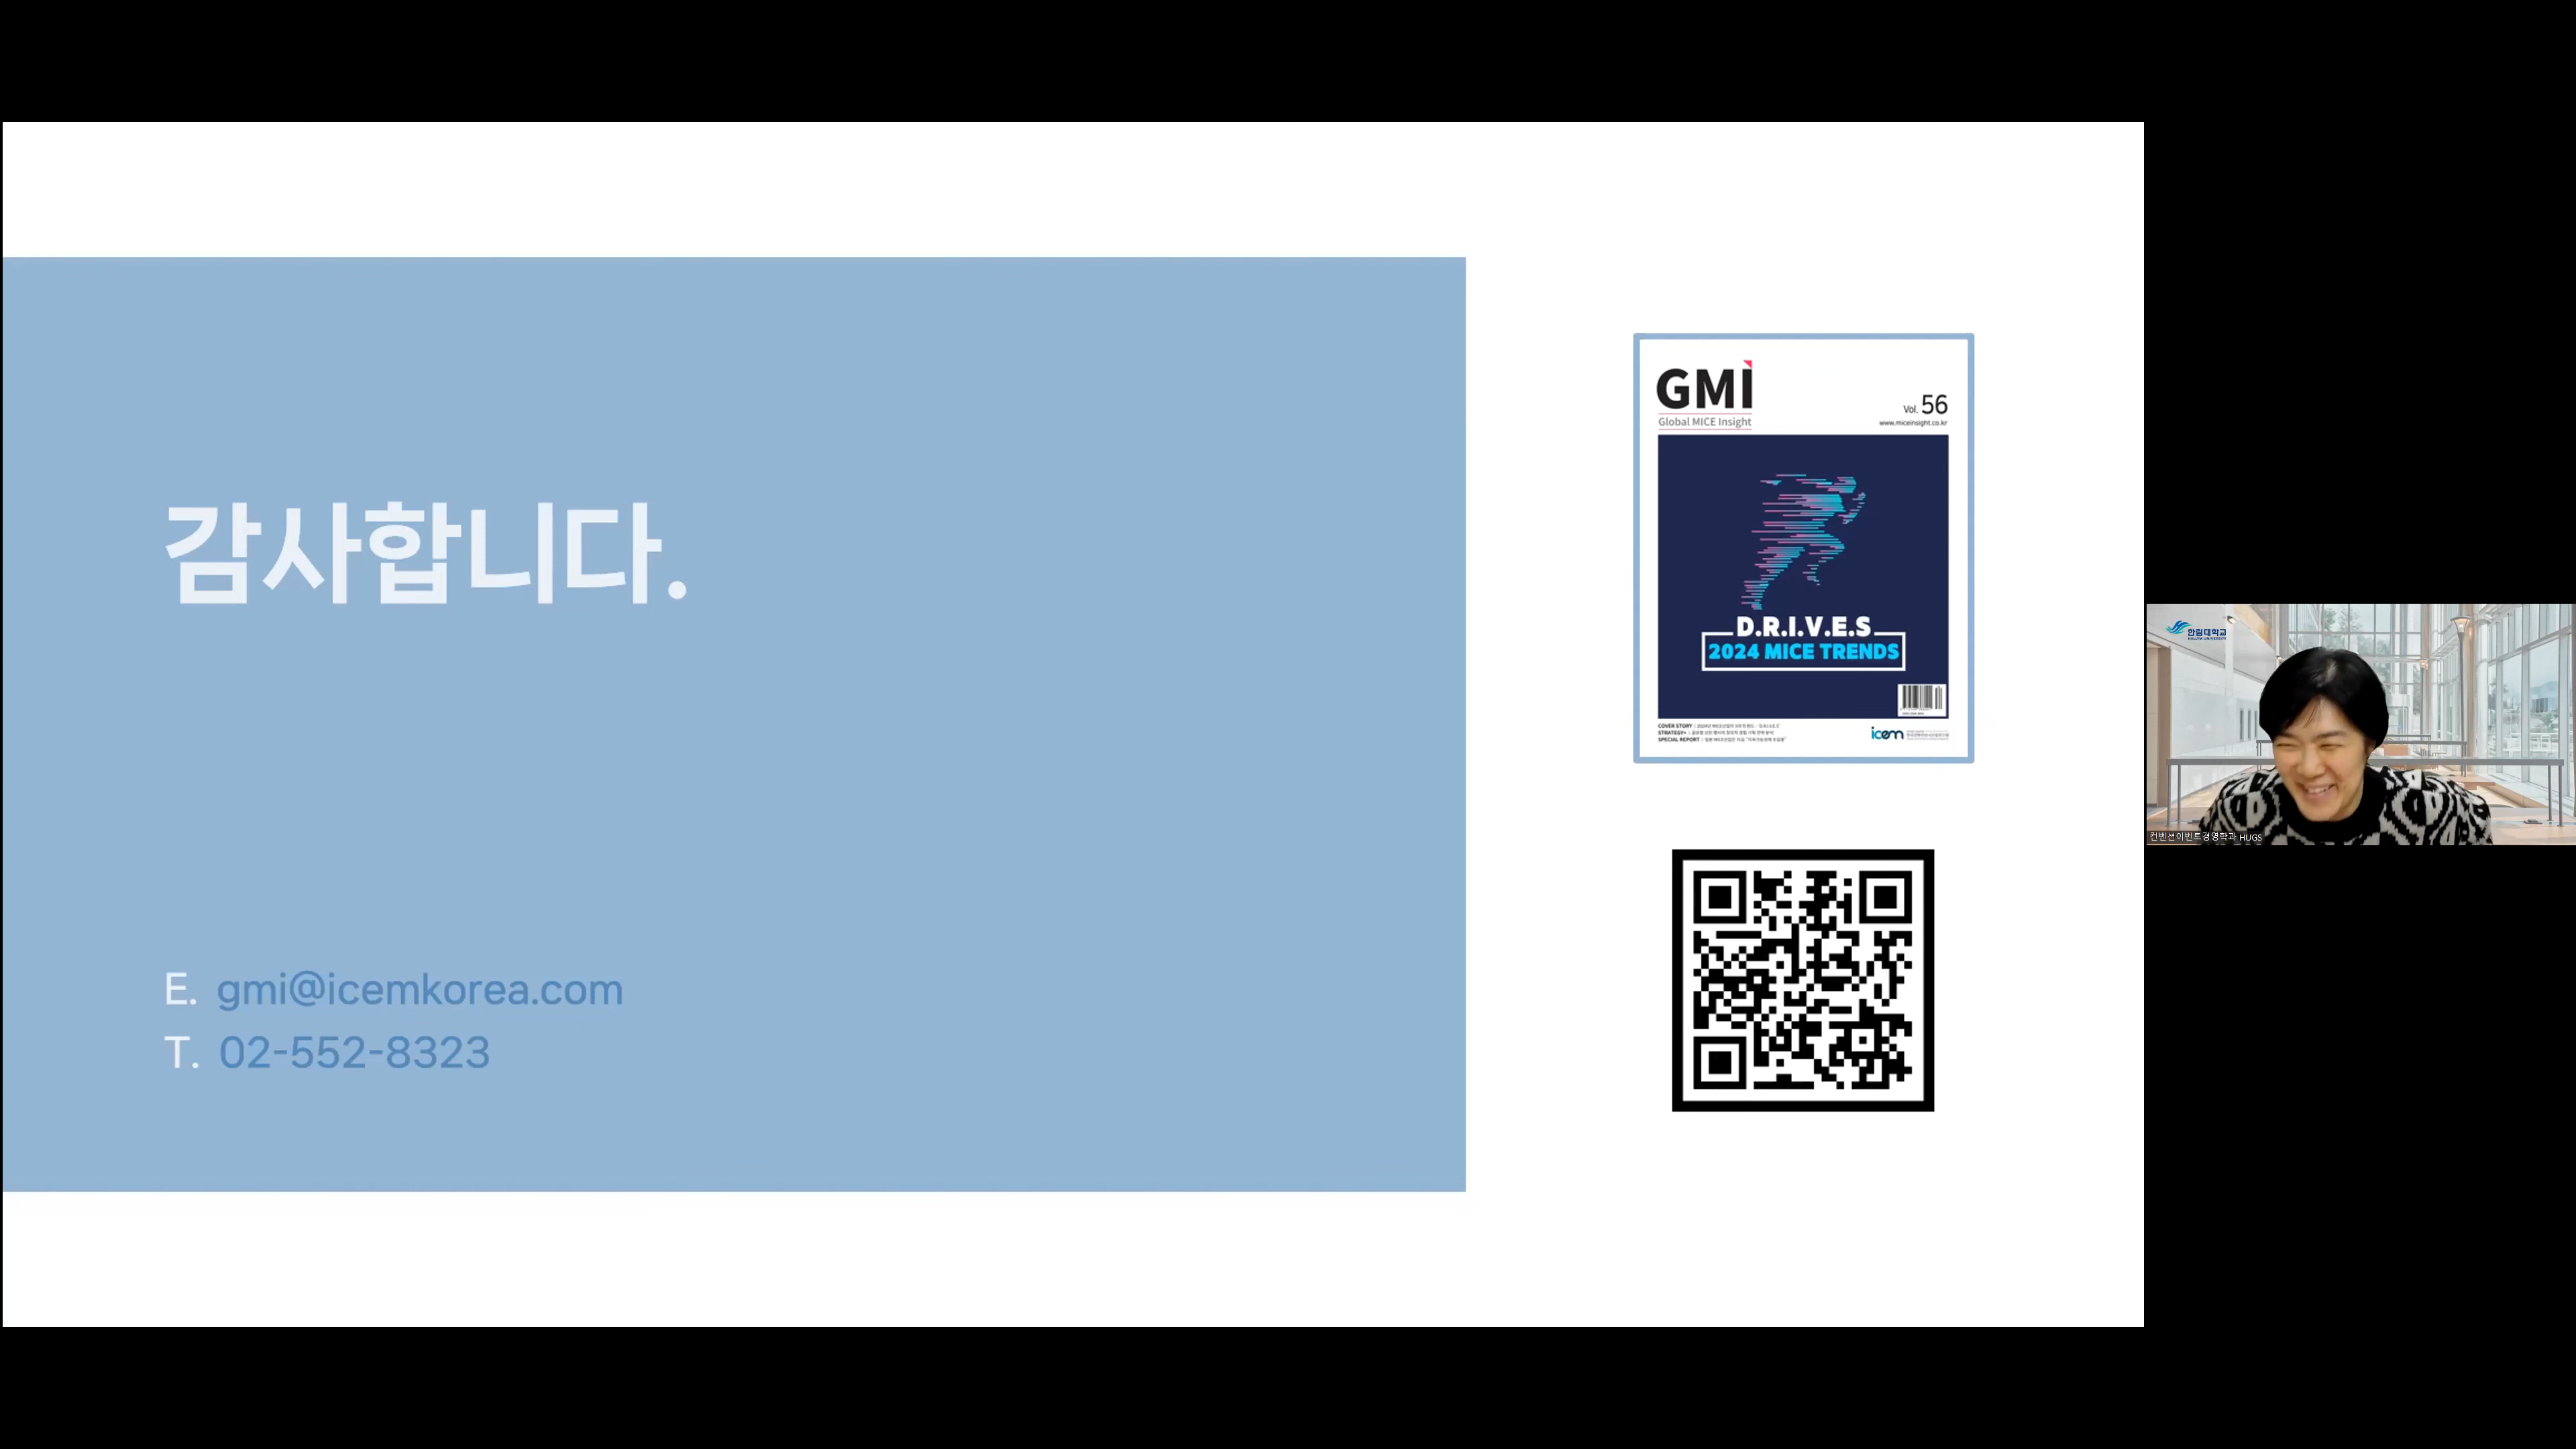 감사합니다.
E. gmi@icemkorea.com
T. 02-552-8323
GMI
Global MICE Insight
Vol. 56
www.miceinsight.co.kr
D.R.I.V.E.S
2024 MICE TRENDS
COVER STORY
STRATEGY+
SPECIAL REPORT
icem
한림대학교
HALLYM UNIVERSITY
컨벤션이벤트경영학과 HUGS